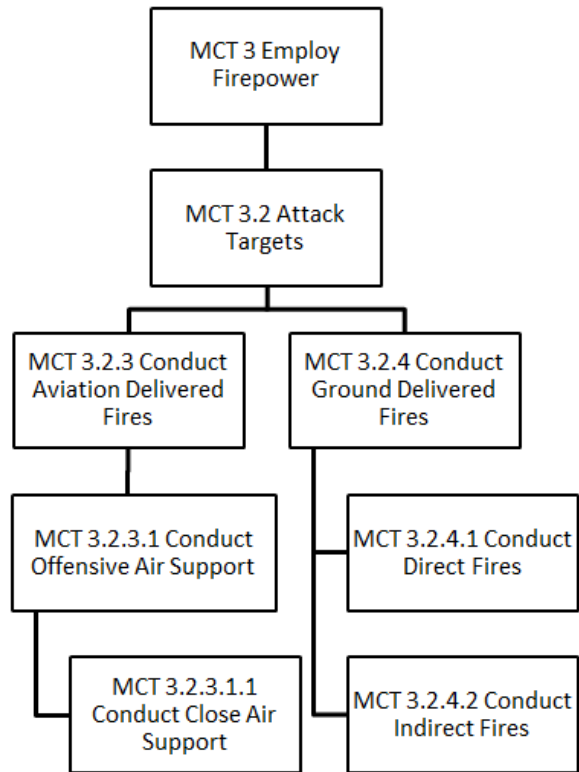 MCT 3 Employ
Firepower
MCT 3.2 Attack
Targets
MCT 3.2.3 Conduct
Aviation Delivered
Fires
MCT 3.2.4 Conduct
Ground Delivered
Fires
MCT 3.2.3.1 Conduct
Offensive Air Support
MCT 3.2.4.1 Conduct
Direct Fires
MCT 3.2.3.1.1
Conduct Close Air
Support
MCT 3.2.4.2 Conduct
Indirect Fires